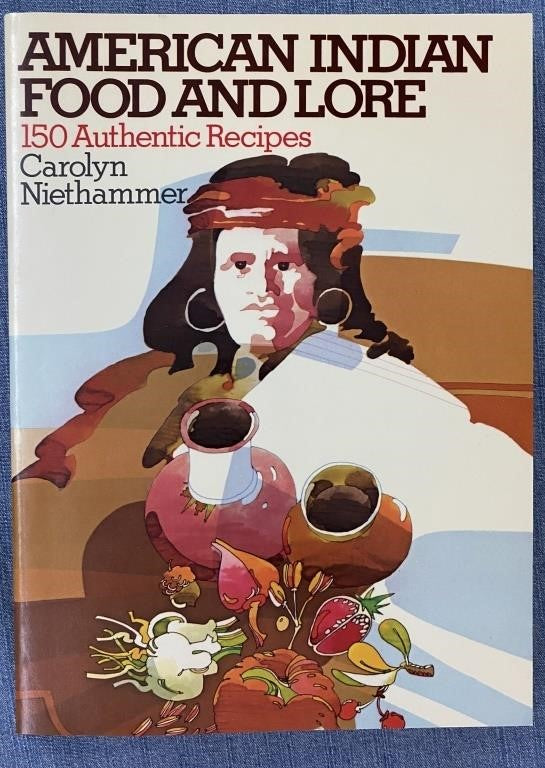 AMERICAN INDIAN
FOOD AND LORE
150 Authentic Recipes
Carolyn
Niethammer